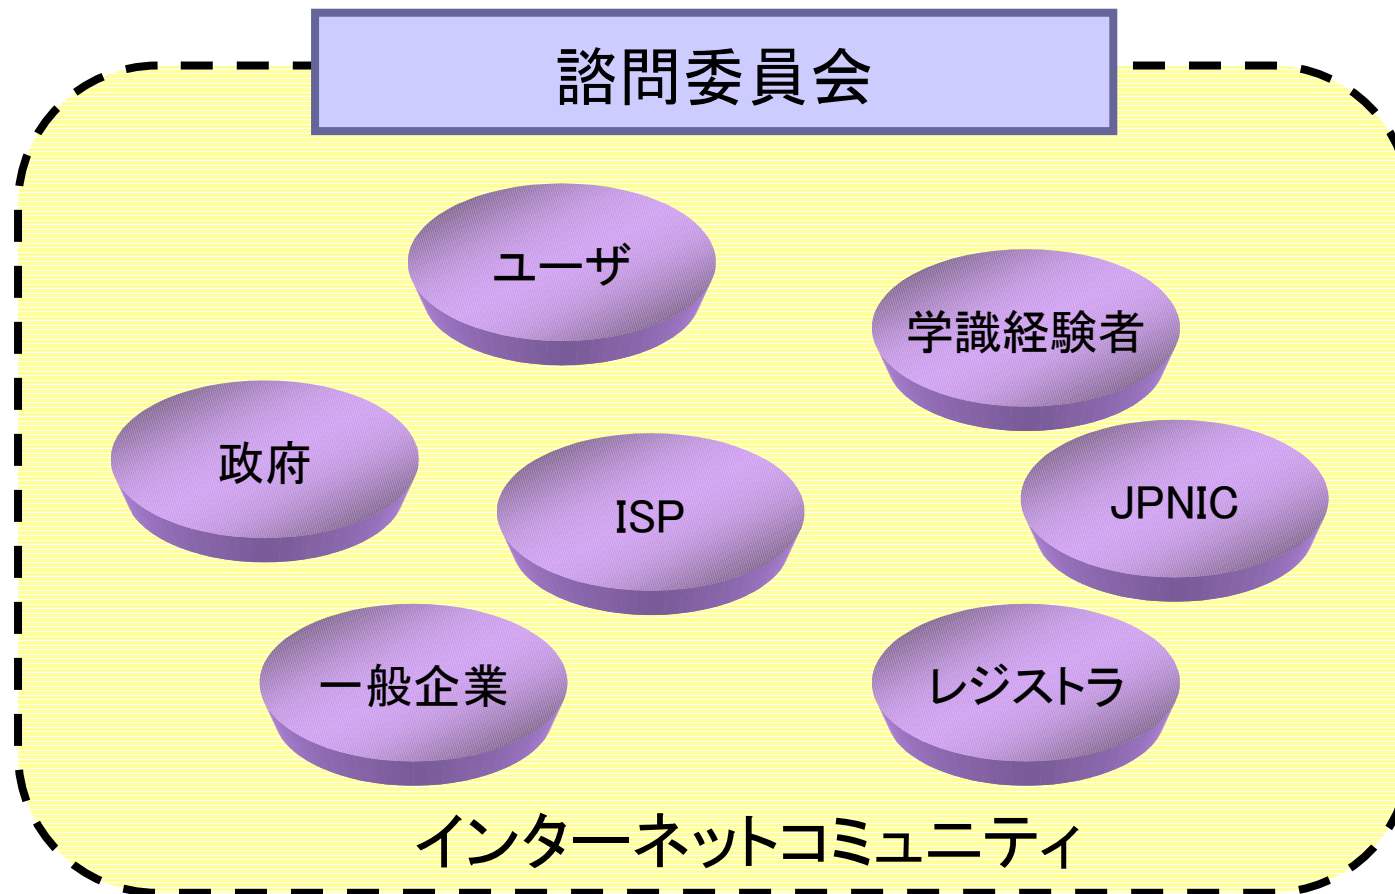 諮問委員会
ユーザ
学識経験者
政府
ISP
JPNIC
一般企業
レジストラ
インターネットコミュニティ